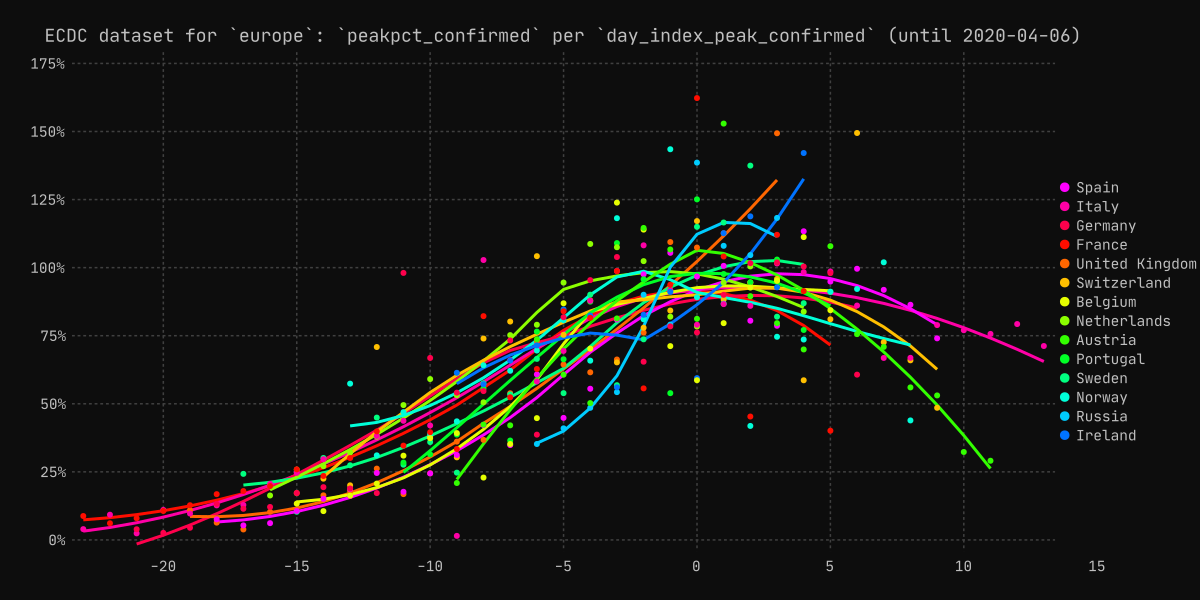 ECDC dataset for `europe`: `peakpct_confirmed` per `day_index_peak_confirmed` (until 2020-04-06)
175%
150%
125%
100%
75%
50%
25%
0%
-20 -15 -10 -5 0 5 10 15
Spain
Italy
Germany
France
United Kingdom
Switzerland
Belgium
Netherlands
Austria
Portugal
Sweden
Norway
Russia
Ireland